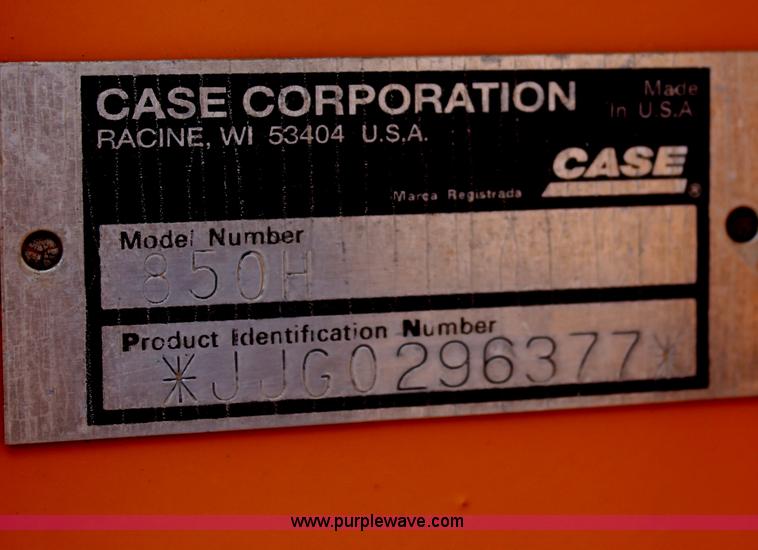 CASE CORPORATION
Made
In U.S.A
RACINE, WI 53404 U.S.A.
CASE
®
Marca Registrada
Model Number
850H
Product Identification Number
*JJG0296377*
www.purplewave.com